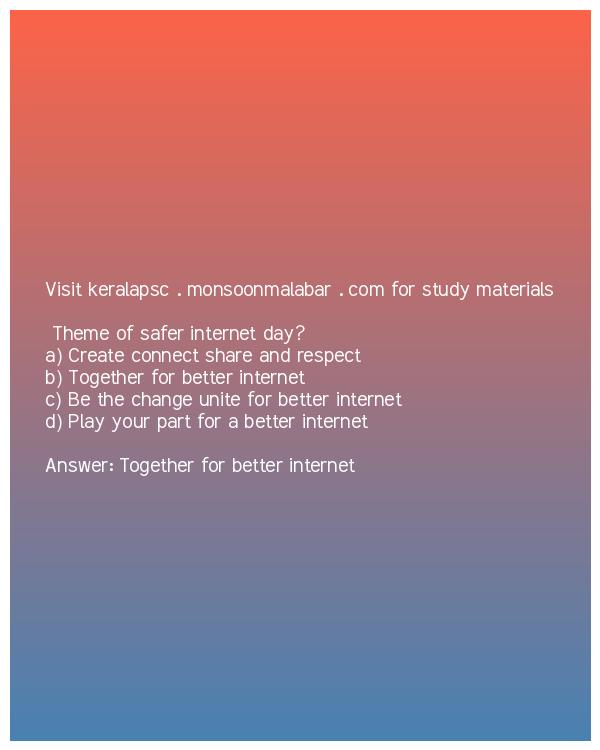 Visit keralapsc . monsoonmalabar . com for study materials
Theme of safer internet day?
a) Create connect share and respect
b) Together for better internet
c) Be the change unite for better internet
d) Play your part for a better internet
Answer: Together for better internet